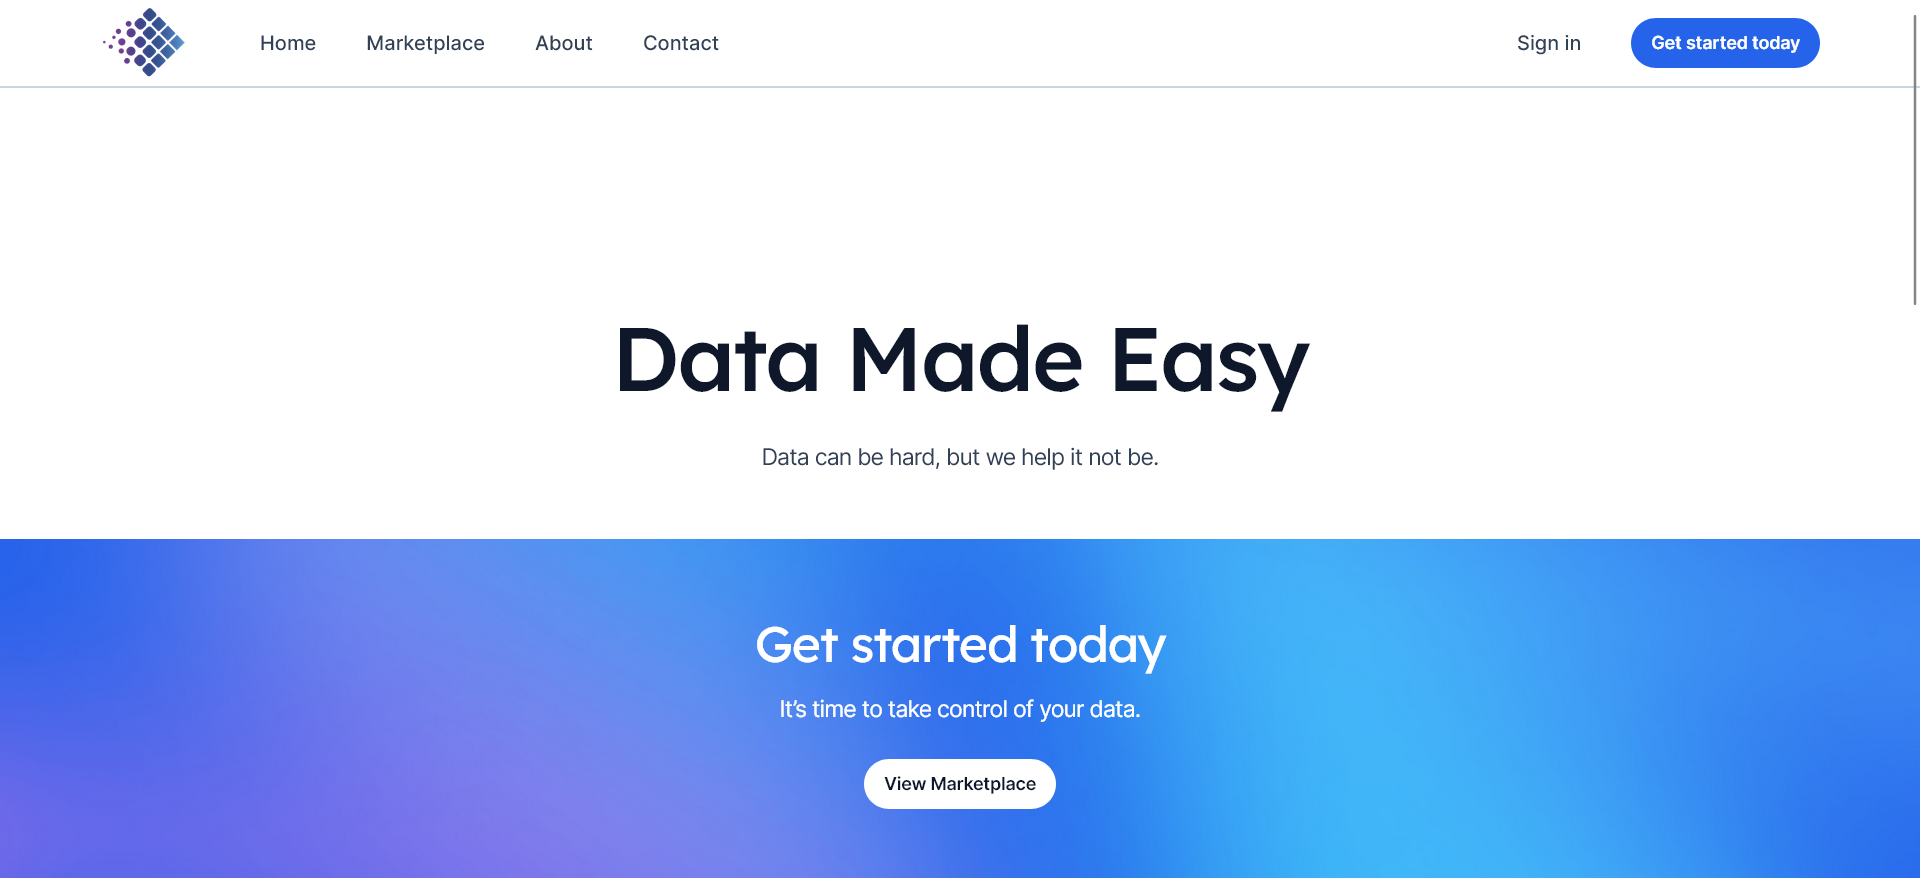 Home Marketplace About Contact Sign in Get started today
Data Made Easy
Data can be hard, but we help it not be.
Get started today
It’s time to take control of your data.
View Marketplace